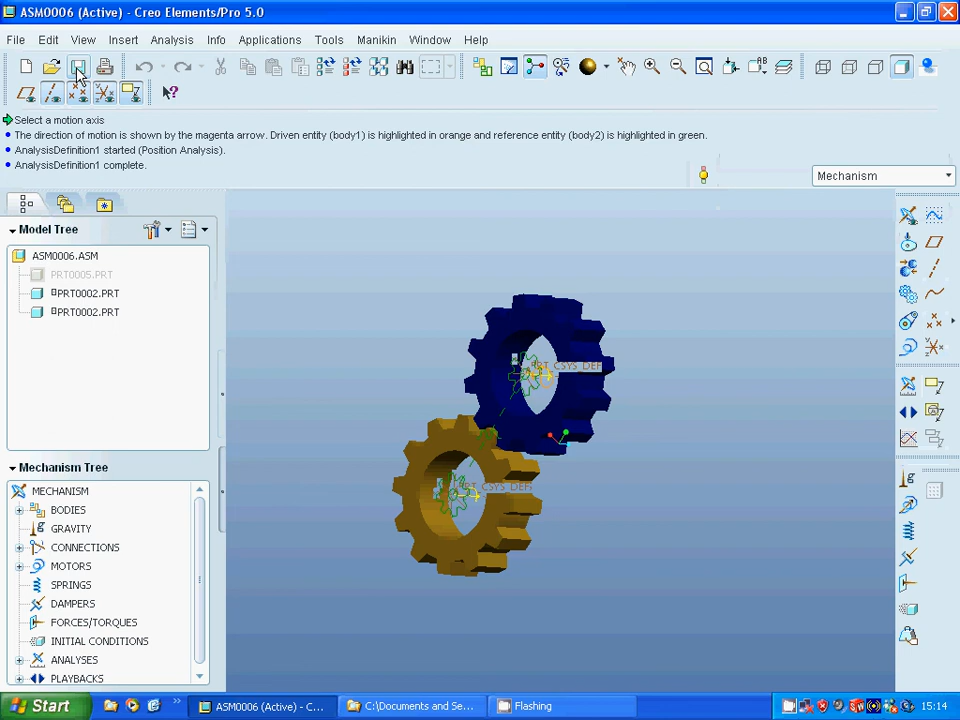 ASM0006 (Active) - Creo Elements/Pro 5.0
File Edit View Insert Analysis Info Applications Tools Manikin Window Help
Select a motion axis
The direction of motion is shown by the magenta arrow. Driven entity (body1) is highlighted in orange and reference entity (body2) is highlighted in green.
AnalysisDefinition1 started (Position Analysis).
AnalysisDefinition1 complete.
Mechanism
Model Tree
ASM0006.ASM
PRT0005.PRT
PRT0002.PRT
PRT0002.PRT
PRT_CSYS_DEF
PRT_CSYS_DEF
Mechanism Tree
MECHANISM
BODIES
GRAVITY
CONNECTIONS
MOTORS
SPRINGS
DAMPERS
FORCES/TORQUES
INITIAL CONDITIONS
ANALYSES
PLAYBACKS
Start
ASM0006 (Active) - C...
C:\Documents and Se...
Flashing
15:14